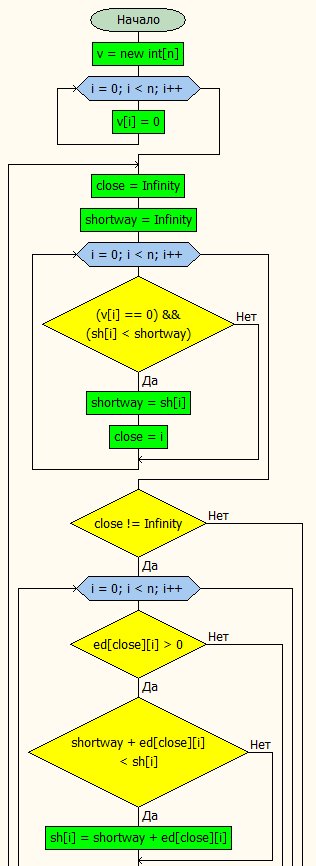 Начало
v = new int[n]
i = 0; i < n; i++
v[i] = 0
close = Infinity
shortway = Infinity
i = 0; i < n; i++
(v[i] == 0) &&
(sh[i] < shortway)
Нет
Да
shortway = sh[i]
close = i
close != Infinity
Нет
Да
i = 0; i < n; i++
ed[close][i] > 0
Нет
Да
shortway + ed[close][i]
< sh[i]
Нет
Да
sh[i] = shortway + ed[close][i]